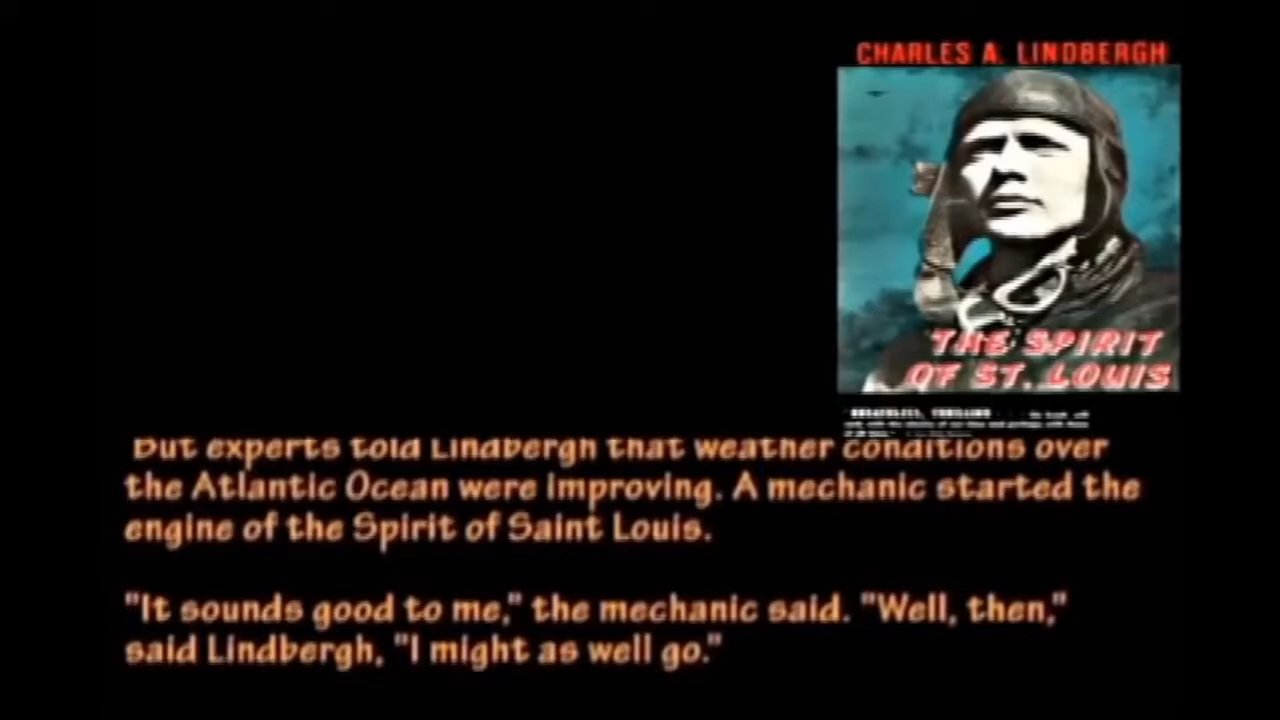 CHARLES A. LINDBERGH
THE SPIRIT
OF ST. LOUIS
But experts told Lindbergh that weather conditions over
the Atlantic Ocean were improving. A mechanic started the
engine of the Spirit of Saint Louis.
"It sounds good to me," the mechanic said. "Well, then,"
said Lindbergh, "I might as well go."